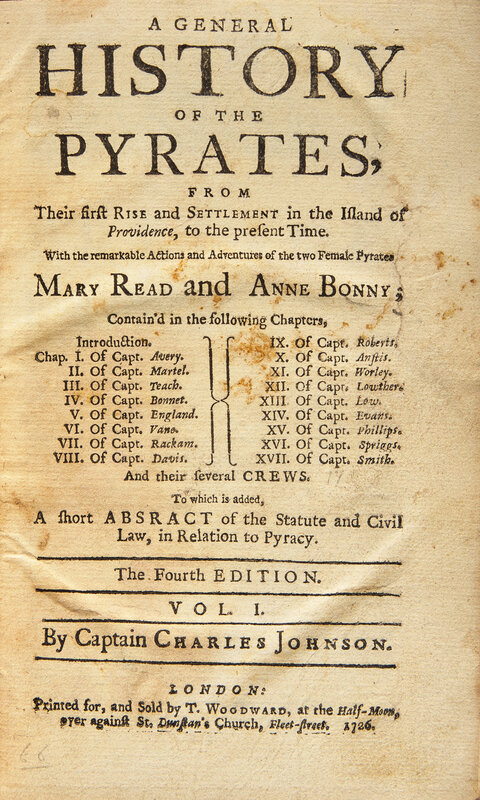 A GENERAL
HISTORY
OF THE
PYRATES,
FROM
Their firſt RISE and SETTLEMENT in the Iſland of
Providence, to the preſent Time.
With the remarkable Actions and Adventures of the two Female Pyrates
MARY READ and ANNE BONNY;
Contain'd in the following Chapters,
Introduction.
Chap. I. Of Capt. Avery.
II. Of Capt. Martel.
III. Of Capt. Teach.
IV. Of Capt. Bonnet.
V. Of Capt. England.
VI. Of Capt. Vane.
VII. Of Capt. Rackam.
VIII. Of Capt. Davis.
IX. Of Capt. Roberts.
X. Of Capt. Anſtis.
XI. Of Capt. Worley.
XII. Of Capt. Lowther.
XIII. Of Capt. Low.
XIV. Of Capt. Evans.
XV. Of Capt. Phillips.
XVI. Of Capt. Spriggs.
XVII. Of Capt. Smith.
And their ſeveral CREWS.
To which is added,
A ſhort ABSRACT of the Statute and Civil
Law, in Relation to Pyracy.
The Fourth EDITION.
VOL. I.
By Captain CHARLES JOHNSON.
LONDON:
Printed for, and Sold by T. WOODWARD, at the Half-Moon,
over againſt St. Dunſtan's Church, Fleet-ſtreet. 1726.
66